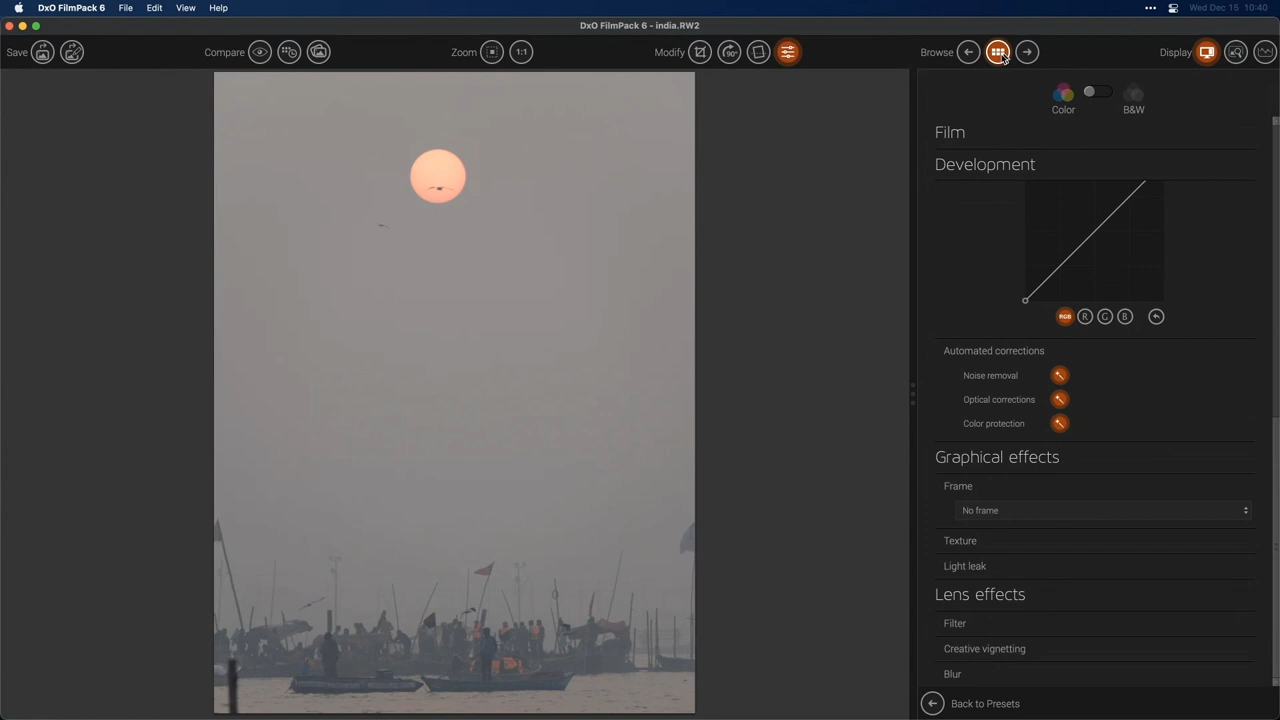 DxO FilmPack 6 File Edit View Help Wed Dec 15 10:40
DxO FilmPack 6 - india.RW2
Save Compare Zoom 1:1 Modify 90° Browse Display
Color B&W
Film
Development
RGB R G B
Automated corrections
Noise removal
Optical corrections
Color protection
Graphical effects
Frame
No frame
Texture
Light leak
Lens effects
Filter
Creative vignetting
Blur
Back to Presets